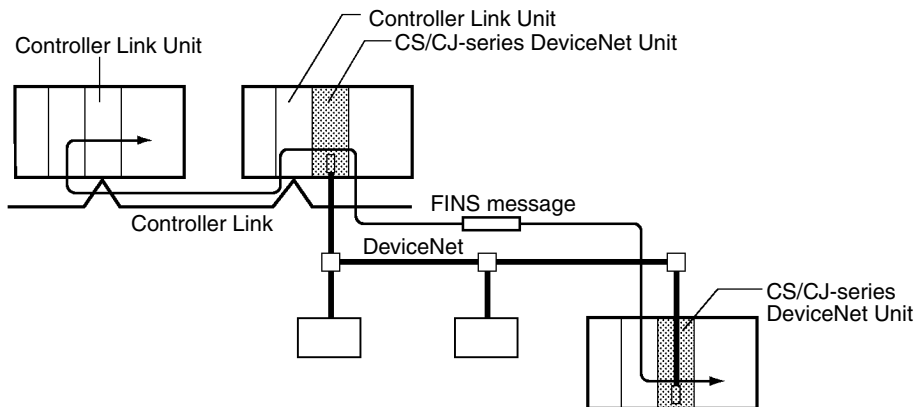 Controller Link Unit
CS/CJ-series DeviceNet Unit
Controller Link Unit
FINS message
Controller Link
DeviceNet
CS/CJ-series
DeviceNet Unit